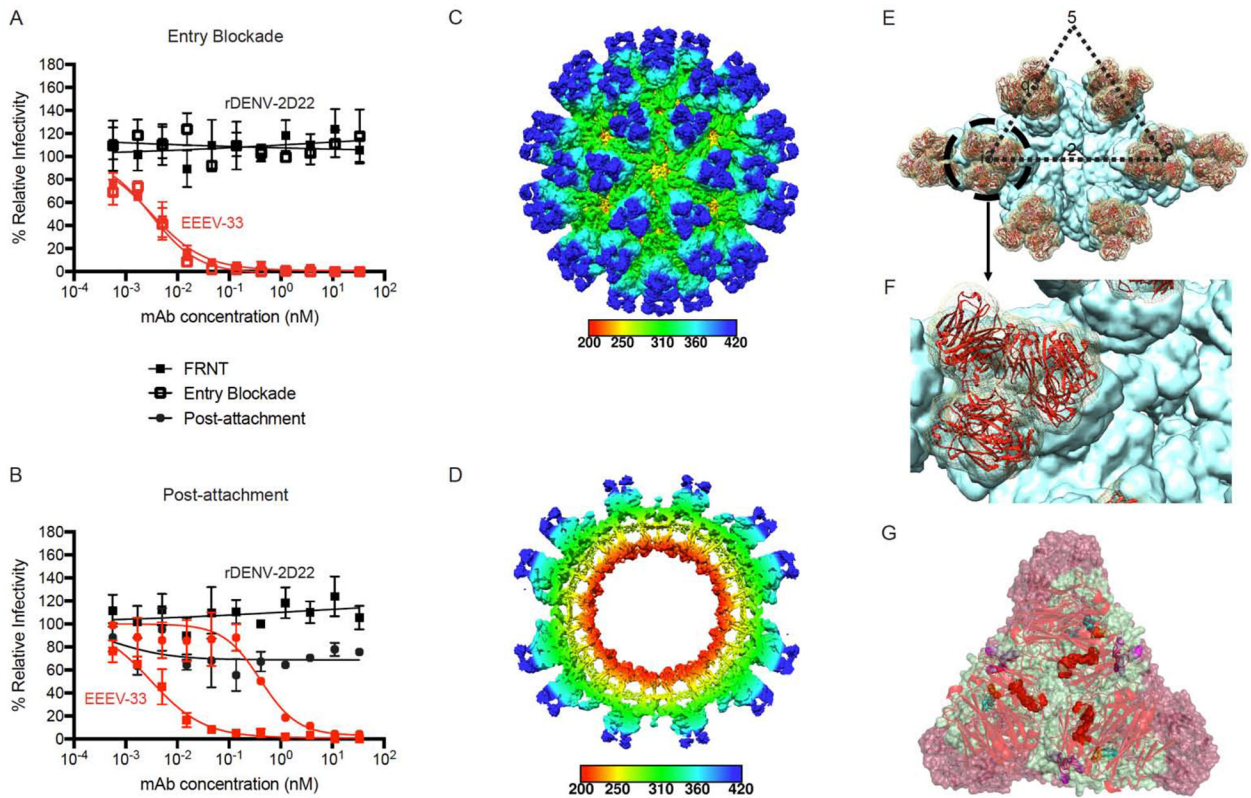 A
Entry Blockade
180
160
140
120
100
80
60
40
20
0
% Relative Infectivity
rDENV-2D22
EEEV-33
10-4 10-3 10-2 10-1 100 101 102
mAb concentration (nM)
FRNT
Entry Blockade
Post-attachment
B
Post-attachment
180
160
140
120
100
80
60
40
20
0
% Relative Infectivity
rDENV-2D22
EEEV-33
10-4 10-3 10-2 10-1 100 101 102
mAb concentration (nM)
C
200 250 310 360 420
D
200 250 310 360 420
E
5
2
3
F
G